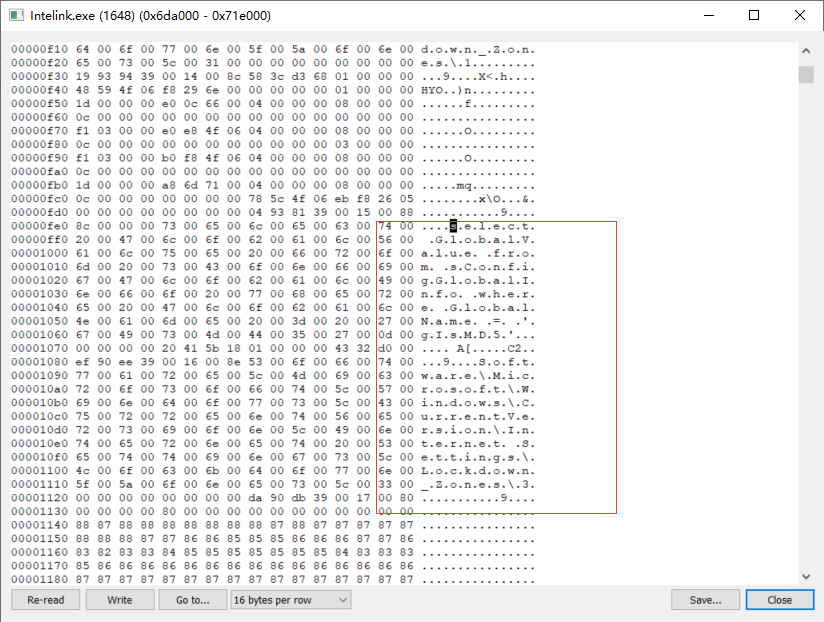 Intelink.exe (1648) (0x6da000 - 0x71e000)
00000f10 64 00 6f 00 77 00 6e 00 5f 00 5a 00 6f 00 6e 00 d.o.w.n._.Z.o.n.
00000f20 65 00 73 00 5c 00 31 00 00 00 00 00 00 00 00 00 e.s.\.1.........
00000f30 19 93 94 39 00 14 00 8c 58 3c d3 68 01 00 00 00 ...9....X<.h....
00000f40 48 59 4f 06 f8 29 6e 00 00 00 00 00 01 00 00 00 HYO..)n.........
00000f50 1d 00 00 00 e0 0c 66 00 04 00 00 00 08 00 00 00 ......f.........
00000f60 0c 00 00 00 00 00 00 00 00 00 00 00 00 00 00 00 ................
00000f70 f1 03 00 00 e0 e8 4f 06 04 00 00 00 08 00 00 00 ......O.........
00000f80 0c 00 00 00 00 00 00 00 00 00 00 00 03 00 00 00 ................
00000f90 f1 03 00 00 b0 f8 4f 06 04 00 00 00 08 00 00 00 ......O.........
00000fa0 0c 00 00 00 00 00 00 00 00 00 00 00 00 00 00 00 ................
00000fb0 1d 00 00 00 a8 6d 71 00 04 00 00 00 08 00 00 00 .....mq.........
00000fc0 0c 00 00 00 00 00 00 00 78 5c 4f 06 eb f8 26 05 ........x\O...&.
00000fd0 00 00 00 00 00 00 00 00 04 93 81 39 00 15 00 88 ...........9....
00000fe0 8c 00 00 00 73 00 65 00 6c 00 65 00 63 00 74 00 ....s.e.l.e.c.t.
00000ff0 20 00 47 00 6c 00 6f 00 62 00 61 00 6c 00 56 00 .G.l.o.b.a.l.V.
00001000 61 00 6c 00 75 00 65 00 20 00 66 00 72 00 6f 00 a.l.u.e. .f.r.o.
00001010 6d 00 20 00 73 00 43 00 6f 00 6e 00 66 00 69 00 m. .s.C.o.n.f.i.
00001020 67 00 47 00 6c 00 6f 00 62 00 61 00 6c 00 49 00 g.G.l.o.b.a.l.I.
00001030 6e 00 66 00 6f 00 20 00 77 00 68 00 65 00 72 00 n.f.o. .w.h.e.r.
00001040 65 00 20 00 47 00 6c 00 6f 00 62 00 61 00 6c 00 e. .G.l.o.b.a.l.
00001050 4e 00 61 00 6d 00 65 00 20 00 3d 00 20 00 27 00 N.a.m.e. .=. .'.
00001060 67 00 49 00 73 00 4d 00 44 00 35 00 27 00 0d 00 g.I.s.M.D.5.'...
00001070 00 00 00 00 20 41 5b 18 01 00 00 00 43 32 d0 00 .... A[.....C2..
00001080 ef 90 ee 39 00 16 00 8e 53 00 6f 00 66 00 74 00 ...9....S.o.f.t.
00001090 77 00 61 00 72 00 65 00 5c 00 4d 00 69 00 63 00 w.a.r.e.\.M.i.c.
000010a0 72 00 6f 00 73 00 6f 00 66 00 74 00 5c 00 57 00 r.o.s.o.f.t.\.W.
000010b0 69 00 6e 00 64 00 6f 00 77 00 73 00 5c 00 43 00 i.n.d.o.w.s.\.C.
000010c0 75 00 72 00 72 00 65 00 6e 00 74 00 56 00 65 00 u.r.r.e.n.t.V.e.
000010d0 72 00 73 00 69 00 6f 00 6e 00 5c 00 49 00 6e 00 r.s.i.o.n.\.I.n.
000010e0 74 00 65 00 72 00 6e 00 65 00 74 00 20 00 53 00 t.e.r.n.e.t. .S.
000010f0 65 00 74 00 74 00 69 00 6e 00 67 00 73 00 5c 00 e.t.t.i.n.g.s.\.
00001100 4c 00 6f 00 63 00 6b 00 64 00 6f 00 77 00 6e 00 L.o.c.k.d.o.w.n.
00001110 5f 00 5a 00 6f 00 6e 00 65 00 73 00 5c 00 33 00 _.Z.o.n.e.s.\.3.
00001120 00 00 00 00 00 00 00 00 da 90 db 39 00 17 00 80 ...........9....
00001130 00 00 00 00 80 00 00 00 00 00 00 00 00 00 00 00 ................
00001140 88 87 88 88 88 88 88 88 87 88 87 87 87 87 87 87 ................
00001150 88 88 88 87 87 86 86 85 85 85 86 86 86 87 87 86 ................
00001160 83 82 83 83 84 85 85 85 85 85 85 85 84 83 83 83 ................
00001170 85 86 86 86 86 86 86 86 86 86 86 86 86 86 86 86 ................
00001180 87 87 87 87 87 87 87 87 87 87 87 87 87 87 87 87 ................
Re-read Write Go to... 16 bytes per row Save... Close